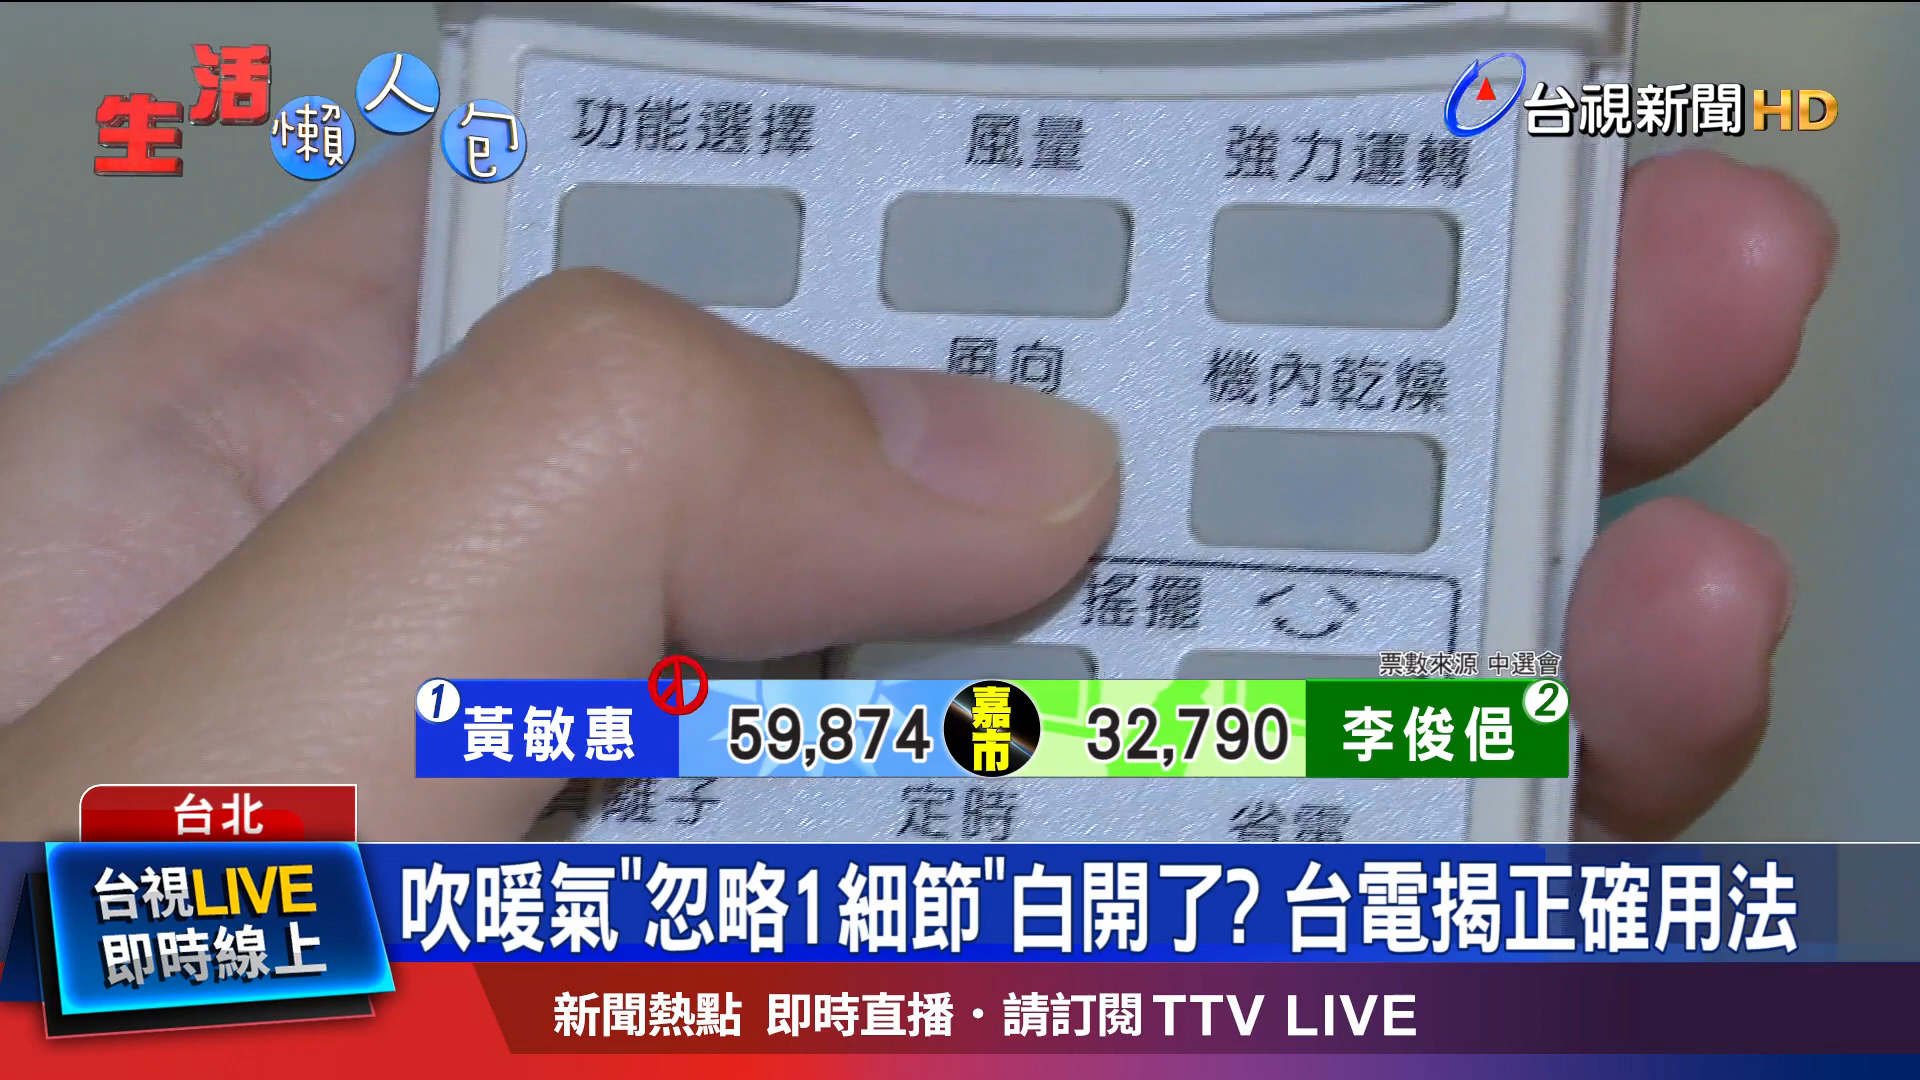 生活懶人包
台視新聞HD
功能選擇
風量
強力運轉
風向
機內乾燥
搖擺
票數來源 中選會
1 黃敏惠 59,874 嘉市 32,790 李俊俋 2
離子
定時
省電
台北
台視LIVE
即時線上
吹暖氣"忽略1細節"白開了? 台電揭正確用法
新聞熱點 即時直播・請訂閱TTV LIVE